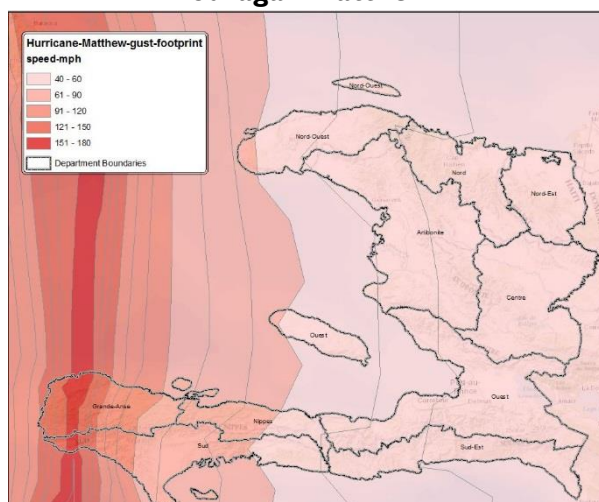 Hurricane-Matthew-gust-footprint
speed-mph
40 - 60
61 - 90
91 - 120
121 - 150
151 - 180
Department Boundaries
Nord-Ouest
Nord-Ouest
Nord
Nord-Est
Artibonite
Centre
Ouest
Ouest
Grande-Anse
Nippes
Sud
Sud-Est